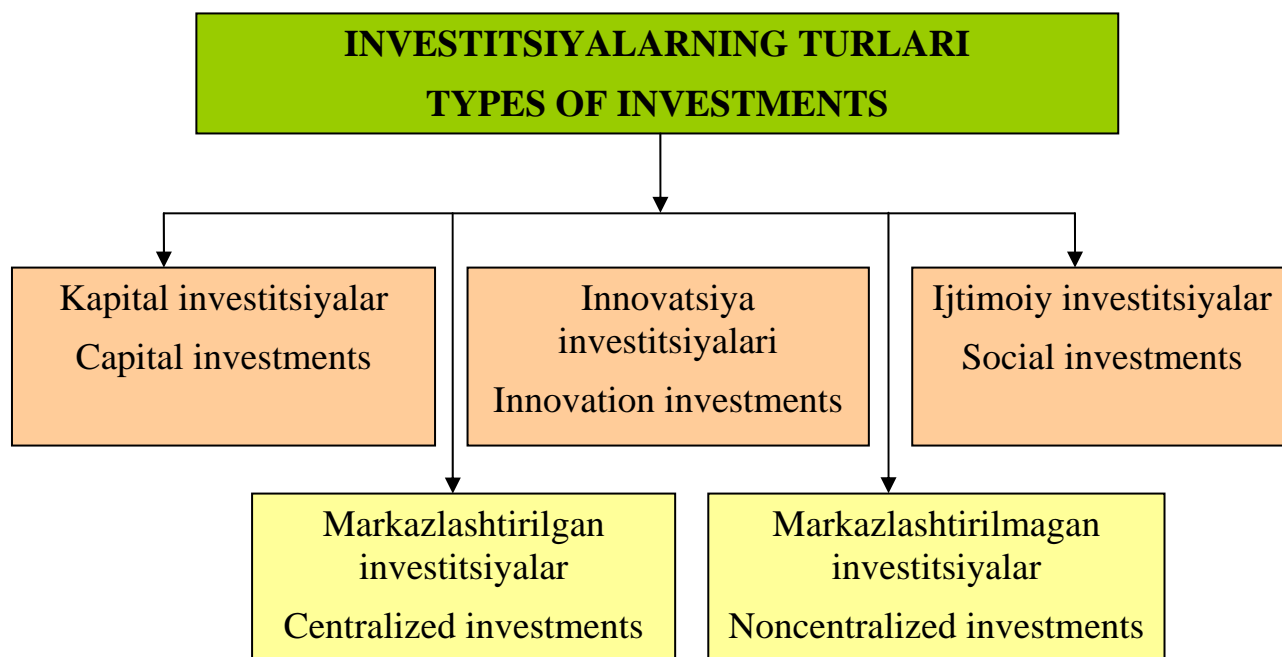 INVESTITSIYALARNING TURLARI
TYPES OF INVESTMENTS
Kapital investitsiyalar
Capital investments
Innovatsiya
investitsiyalari
Innovation investments
Ijtimoiy investitsiyalar
Social investments
Markazlashtirilgan
investitsiyalar
Centralized investments
Markazlashtirilmagan
investitsiyalar
Noncentralized investments